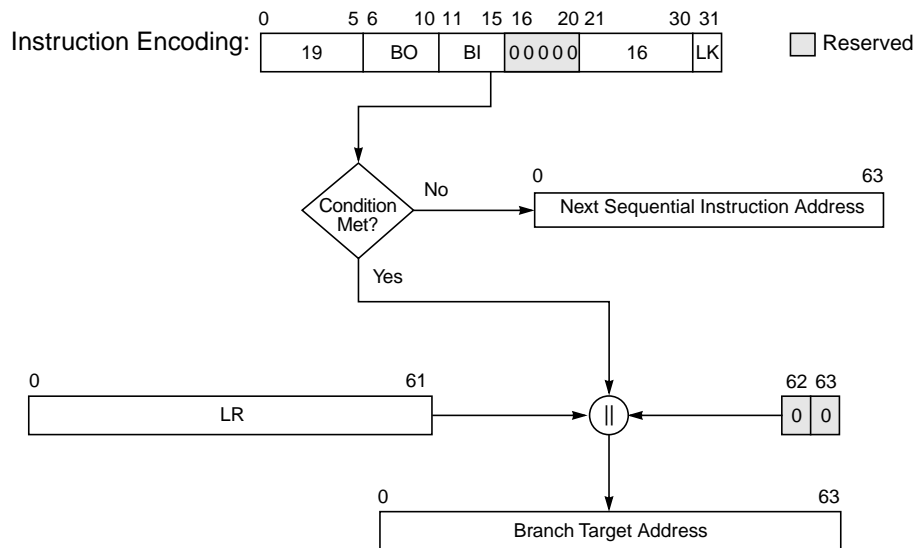 0 5 6 10 11 15 16 20 21 30 31
Instruction Encoding: 19 BO BI 0 0 0 0 0 16 LK Reserved
0 63
No
Condition
Met?
Next Sequential Instruction Address
Yes
0 61 62 63
LR || 0 0
0 63
Branch Target Address